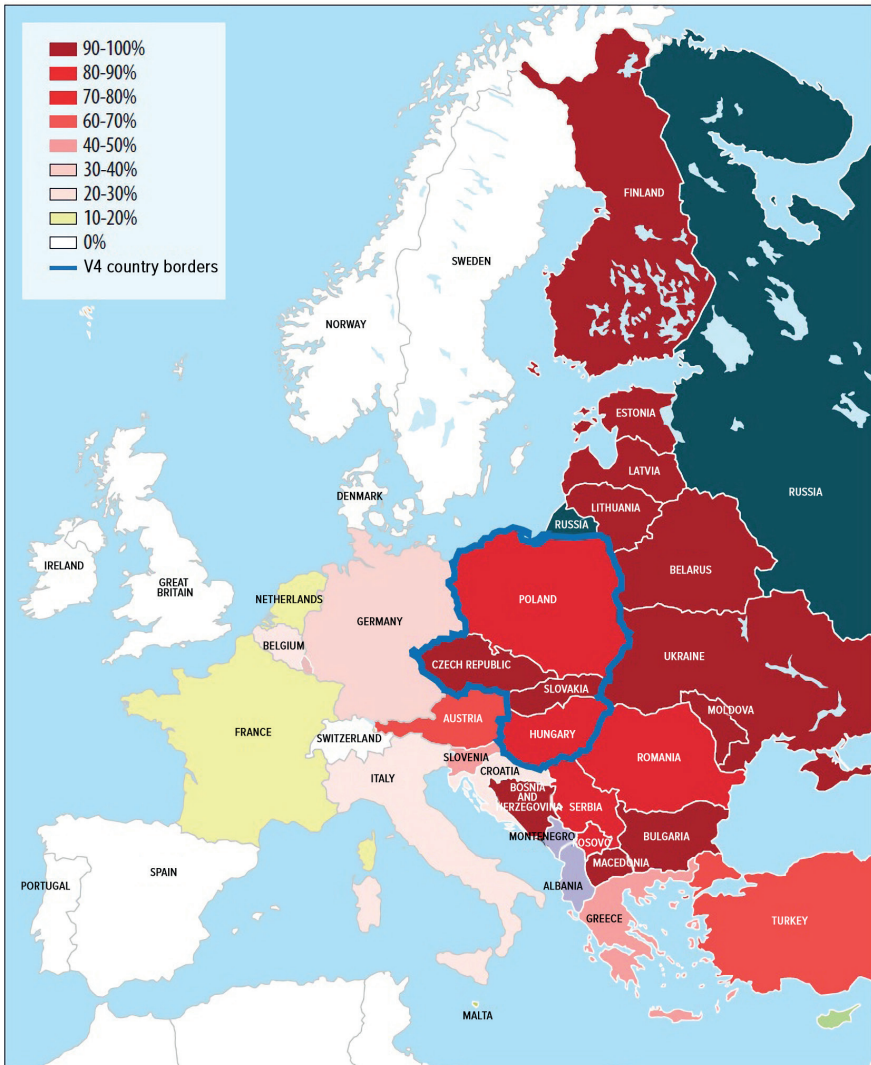 90-100%
80-90%
70-80%
60-70%
40-50%
30-40%
20-30%
10-20%
0%
V4 country borders
FINLAND
SWEDEN
NORWAY
ESTONIA
LATVIA
RUSSIA
LITHUANIA
DENMARK
RUSSIA
IRELAND
GREAT
BRITAIN
BELARUS
NETHERLANDS
POLAND
GERMANY
BELGIUM
UKRAINE
CZECH REPUBLIC
SLOVAKIA
MOLDOVA
AUSTRIA
FRANCE
SWITZERLAND
HUNGARY
SLOVENIA
ROMANIA
CROATIA
ITALY
BOSNIA
AND
HERZEGOVINA
SERBIA
MONTENEGRO
KOSOVO
BULGARIA
MACEDONIA
PORTUGAL
SPAIN
ALBANIA
GREECE
TURKEY
MALTA